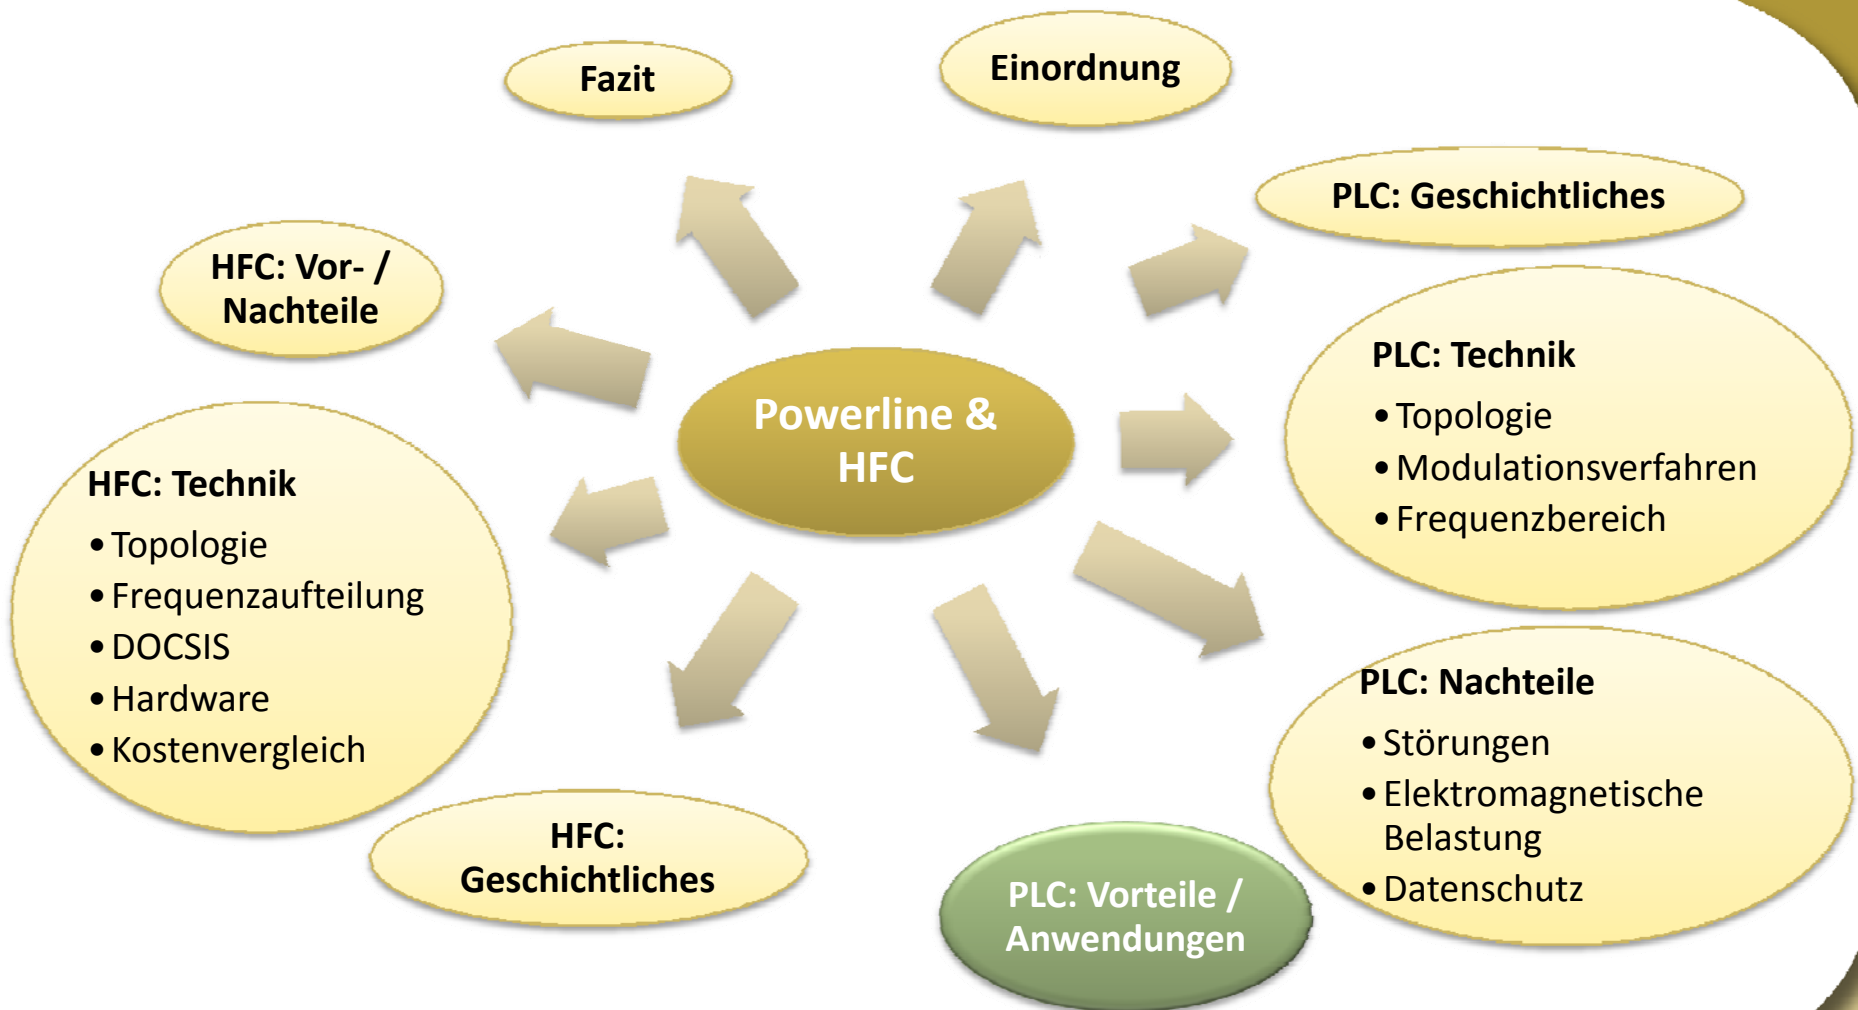 Fazit
Einordnung
PLC: Geschichtliches
HFC: Vor- /
Nachteile
PLC: Technik
• Topologie
• Modulationsverfahren
• Frequenzbereich
Powerline &
HFC
HFC: Technik
• Topologie
• Frequenzaufteilung
• DOCSIS
• Hardware
• Kostenvergleich
PLC: Nachteile
• Störungen
• Elektromagnetische
Belastung
• Datenschutz
HFC:
Geschichtliches
PLC: Vorteile /
Anwendungen